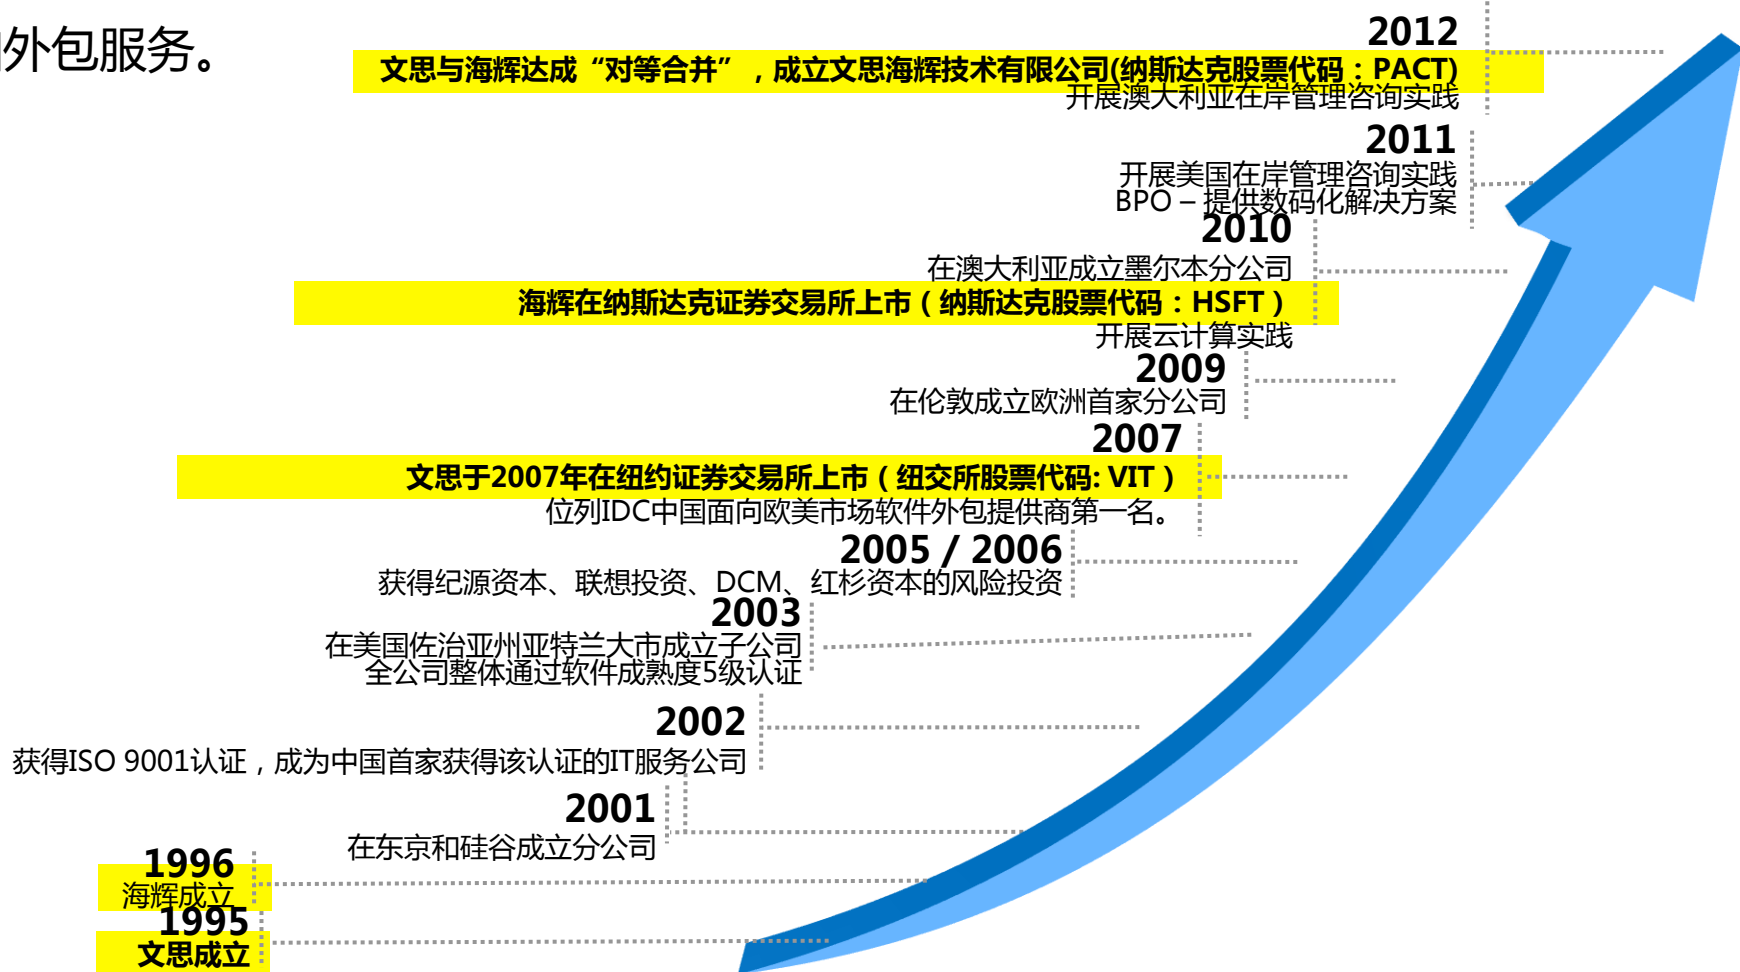 外包服务。
2012
文思与海辉达成“对等合并”，成立文思海辉技术有限公司(纳斯达克股票代码：PACT)
开展澳大利亚在岸管理咨询实践
2011
开展美国在岸管理咨询实践
BPO – 提供数码化解决方案
2010
在澳大利亚成立墨尔本分公司
海辉在纳斯达克证券交易所上市（纳斯达克股票代码：HSFT）
开展云计算实践
2009
在伦敦成立欧洲首家分公司
2007
文思于2007年在纽约证券交易所上市（纽交所股票代码: VIT）
位列IDC中国面向欧美市场软件外包提供商第一名。
2005 / 2006
获得纪源资本、联想投资、DCM、红杉资本的风险投资
2003
在美国佐治亚州亚特兰大市成立子公司
全公司整体通过软件成熟度5级认证
2002
获得ISO 9001认证，成为中国首家获得该认证的IT服务公司
2001
在东京和硅谷成立分公司
1996
海辉成立
1995
文思成立